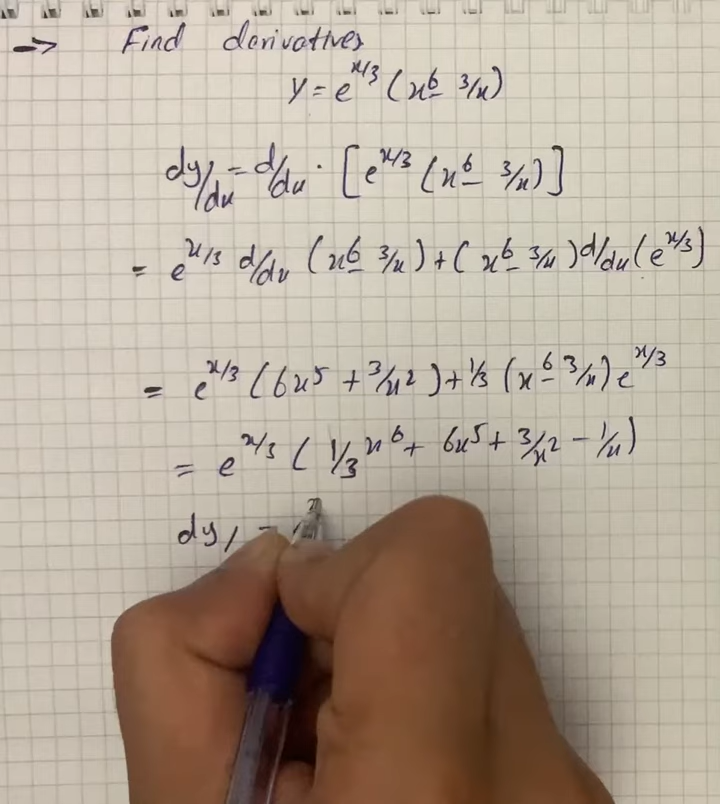 → Find derivatives
y = e^{x/3} (x^6 - 3/x)
dy/dx = d/dx · [e^{x/3} (x^6 - 3/x)]
= e^{x/3} d/dx (x^6 - 3/x) + (x^6 - 3/x) d/dx (e^{x/3})
= e^{x/3} (6x^5 + 3/x^2) + 1/3 (x^6 - 3/x) e^{x/3}
= e^{x/3} (1/3 x^6 + 6x^5 + 3/x^2 - 1/x)
dy/ =